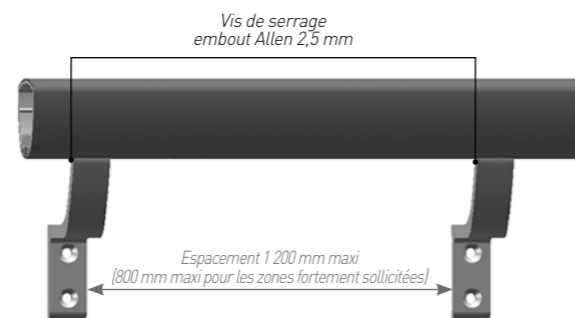 Vis de serrage
embout Allen 2,5 mm
Espacement 1 200 mm maxi
(800 mm maxi pour les zones fortement sollicitées)